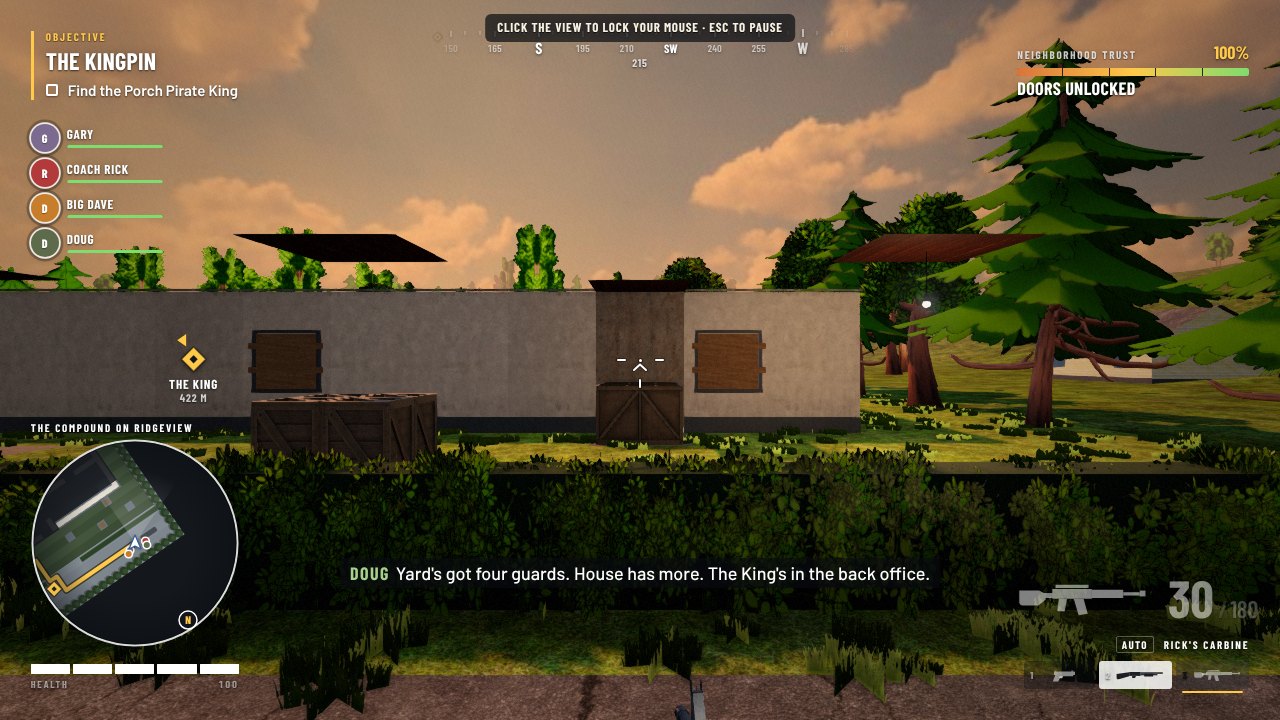 CLICK THE VIEW TO LOCK YOUR MOUSE · ESC TO PAUSE
150 165 S 195 210 SW 240 255 W 285
215
OBJECTIVE
THE KINGPIN
Find the Porch Pirate King
NEIGHBORHOOD TRUST 100%
DOORS UNLOCKED
G GARY
R COACH RICK
D BIG DAVE
D DOUG
THE KING
422 M
THE COMPOUND ON RIDGEVIEW
N
DOUG Yard's got four guards. House has more. The King's in the back office.
30 / 180
AUTO RICK'S CARBINE
1 2
HEALTH 100